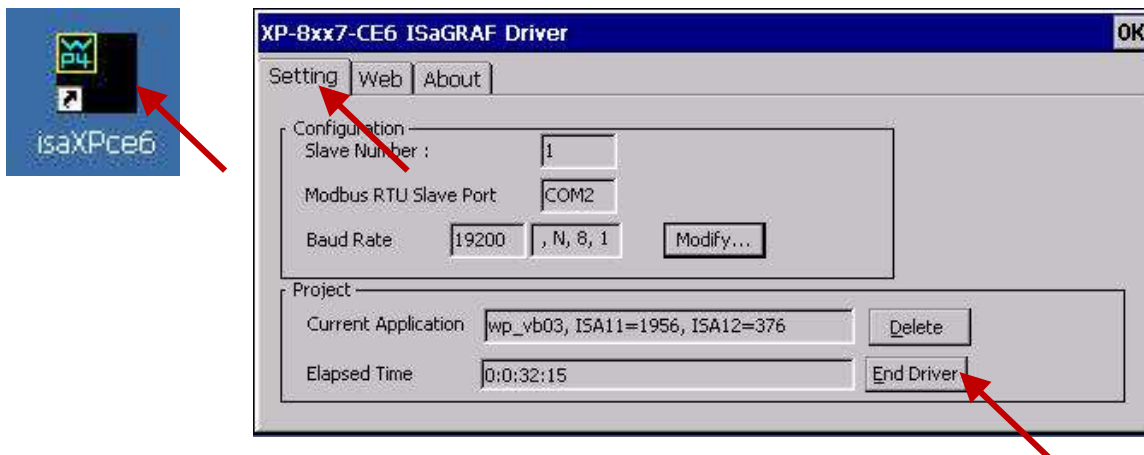 WP4
isaXPce6
XP-8xx7-CE6 ISaGRAF Driver OK
Setting Web About
Configuration
Slave Number : 1
Modbus RTU Slave Port COM2
Baud Rate 19200 , N, 8, 1 Modify...
Project
Current Application wp_vb03, ISA11=1956, ISA12=376 Delete
Elapsed Time 0:0:32:15 End Driver